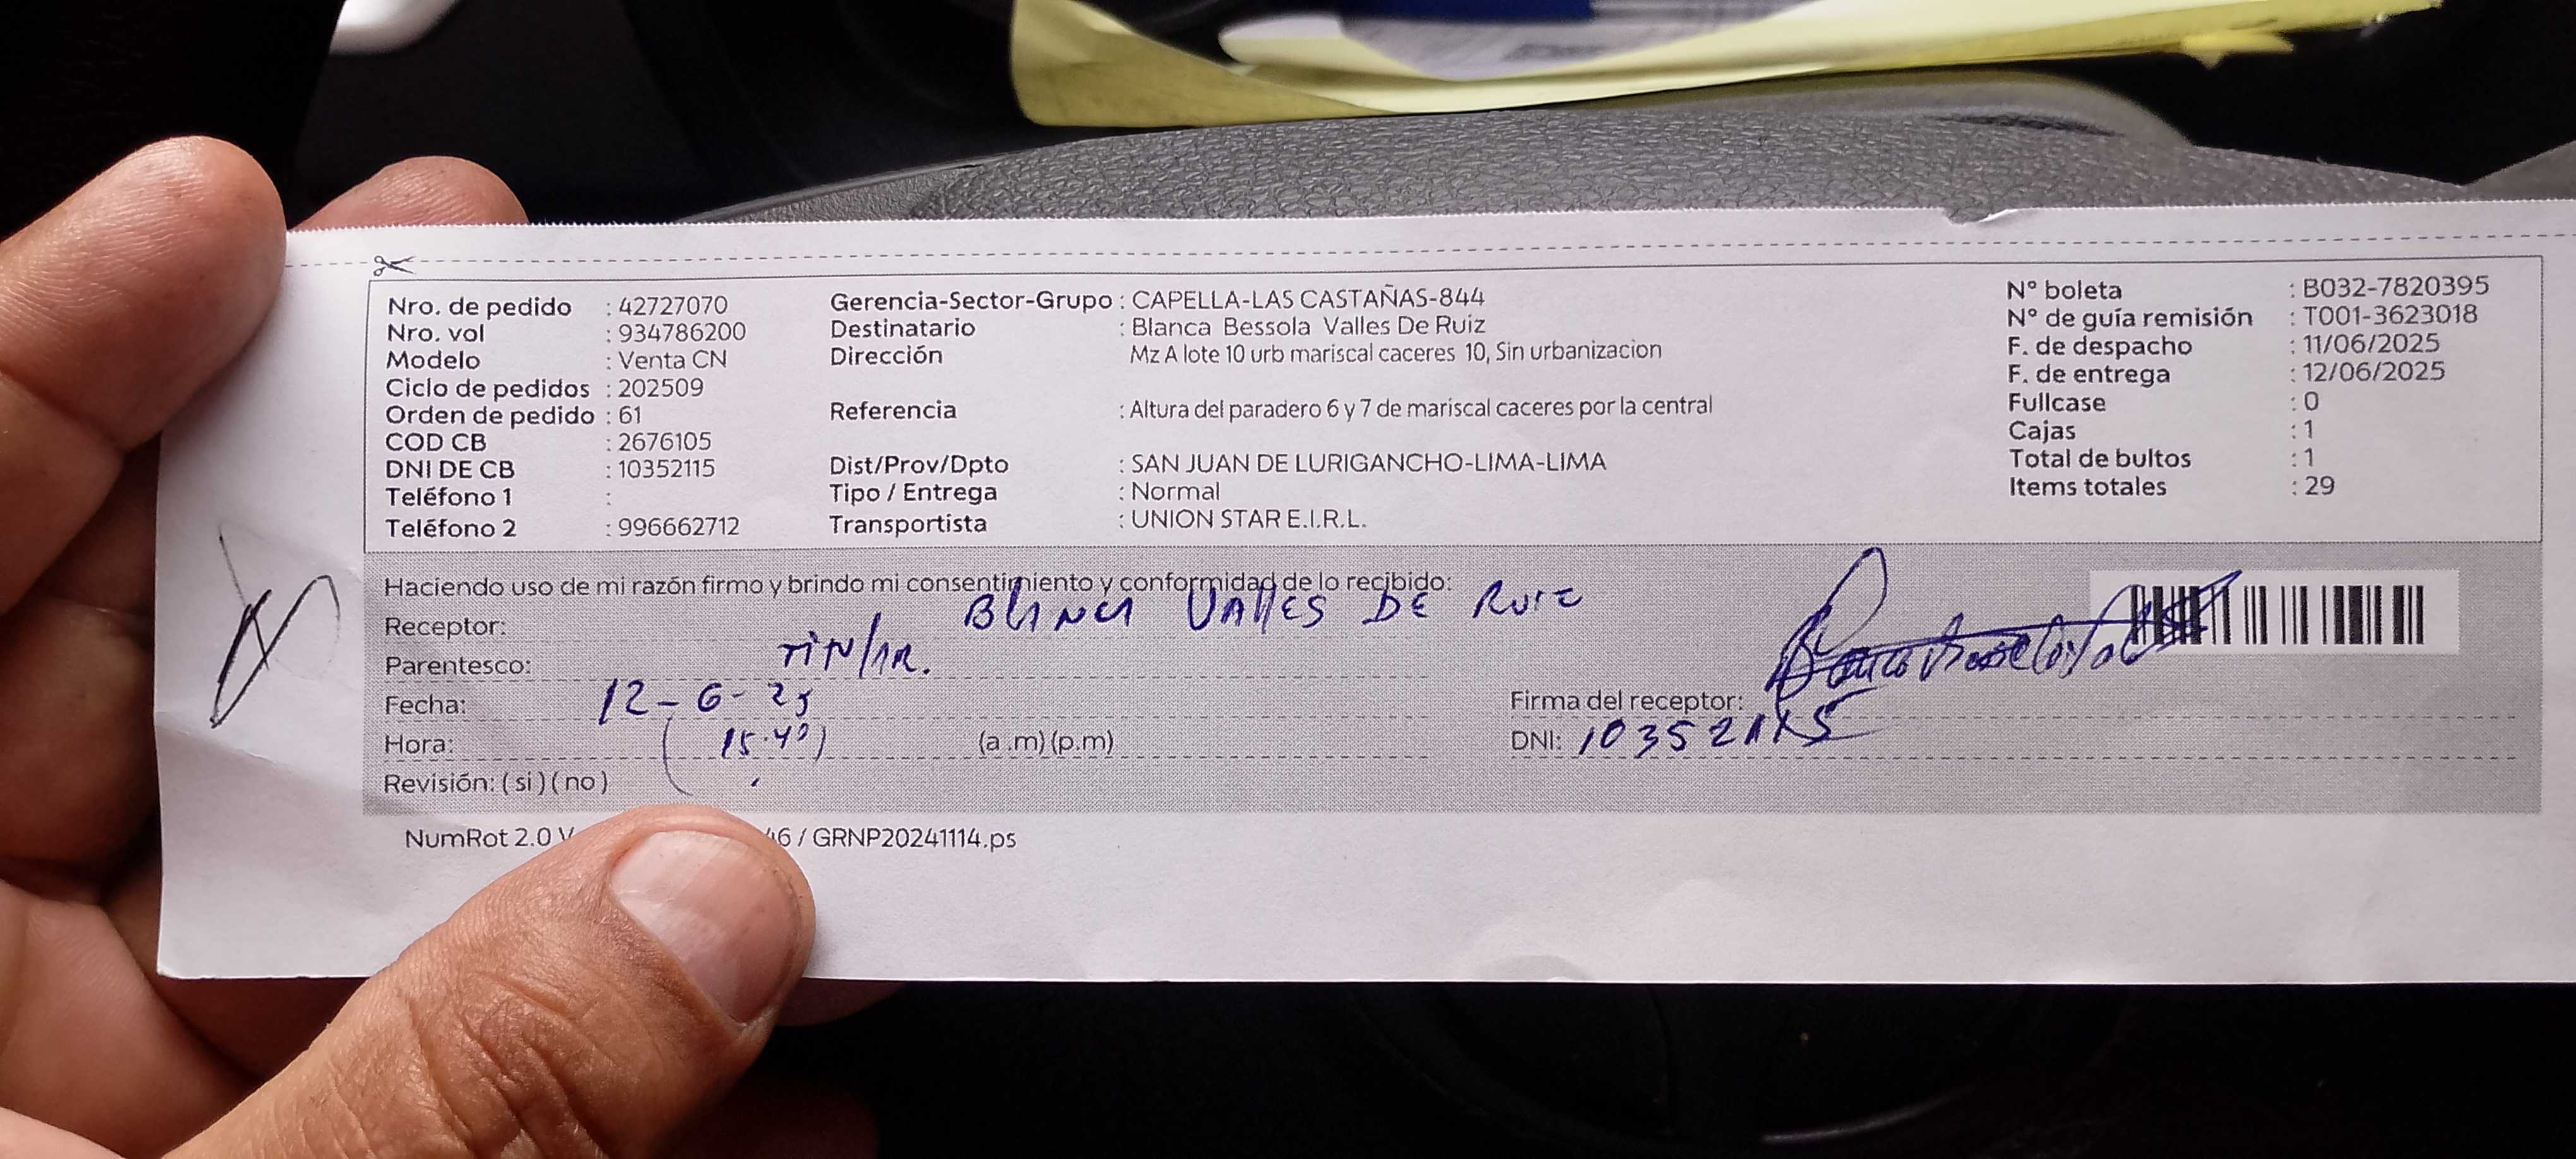 Nro. de pedido : 42727070
Nro. vol : 934786200
Modelo : Venta CN
Ciclo de pedidos : 202509
Orden de pedido : 61
COD CB : 2676105
DNI DE CB : 10352115
Teléfono 1 :
Teléfono 2 : 996662712
Gerencia-Sector-Grupo : CAPELLA-LAS CASTAÑAS-844
Destinatario : Blanca Bessola Valles De Ruiz
Dirección Mz A lote 10 urb mariscal caceres 10, Sin urbanizacion
Referencia : Altura del paradero 6 y 7 de mariscal caceres por la central
Dist/Prov/Dpto : SAN JUAN DE LURIGANCHO-LIMA-LIMA
Tipo / Entrega : Normal
Transportista : UNION STAR E.I.R.L.
N° boleta : B032-7820395
N° de guía remisión : T001-3623018
F. de despacho : 11/06/2025
F. de entrega : 12/06/2025
Fullcase : 0
Cajas : 1
Total de bultos : 1
Items totales : 29
Haciendo uso de mi razón firmo y brindo mi consentimiento y conformidad de lo recibido:
Receptor: BLANCA VALLES DE RUIZ
Parentesco:
Fecha: 12-6-25
Hora: (15:40) (a .m) (p.m)
Revisión: ( si ) ( no )
Firma del receptor:
DNI: 10352115
NumRot 2.0 V 46 / GRNP20241114.ps